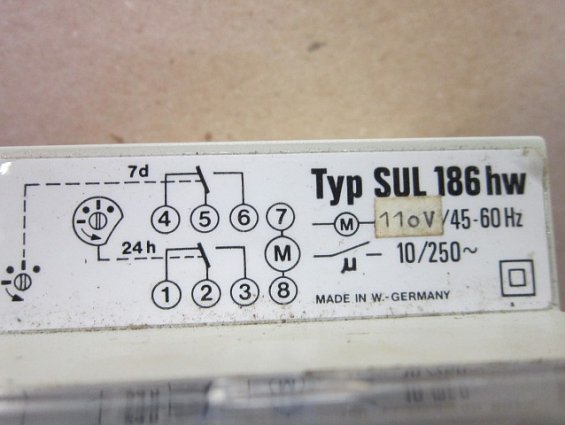 7d
Typ SUL 186 hw
4 5 6 7
M 110V/45-60Hz
24h
M
µ 10/250~
1 2 3 8
MADE IN W.-GERMANY